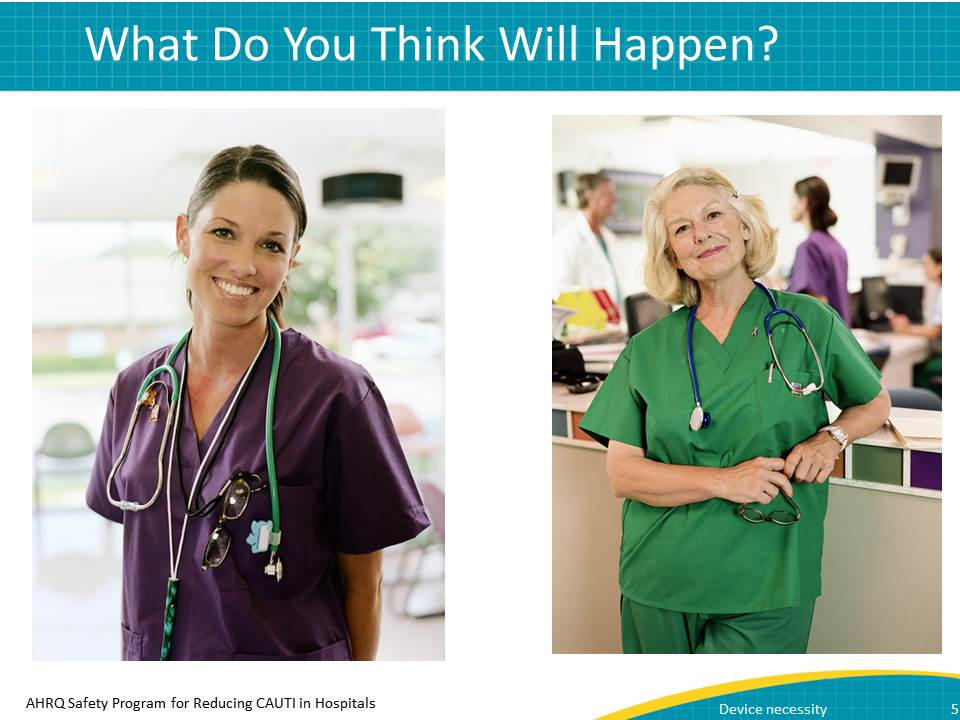 What Do You Think Will Happen?
AHRQ Safety Program for Reducing CAUTI in Hospitals
Device necessity
5